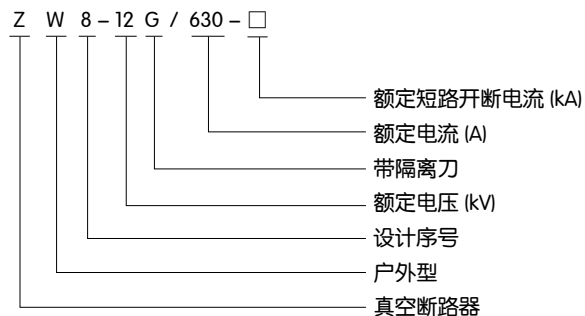 Z W 8 – 12 G / 630 – □
额定短路开断电流 (kA)
额定电流 (A)
带隔离刀
额定电压 (kV)
设计序号
户外型
真空断路器